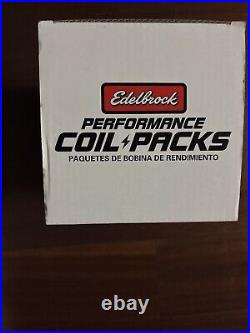 Edelbrock
PERFORMANCE
COIL PACKS
PAQUETES DE BOBINA DE RENDIMIENTO